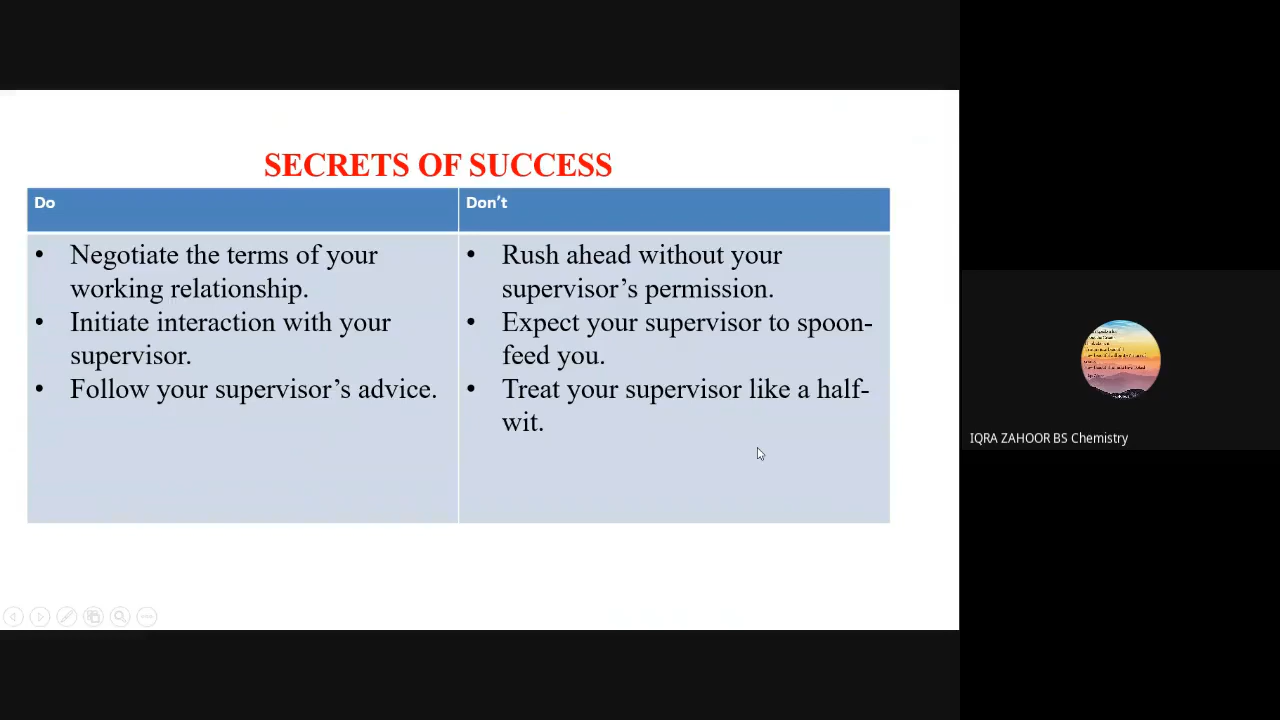 SECRETS OF SUCCESS
Do
Don't
• Negotiate the terms of your
working relationship.
• Initiate interaction with your
supervisor.
• Follow your supervisor's advice.
• Rush ahead without your
supervisor's permission.
• Expect your supervisor to spoon-
feed you.
• Treat your supervisor like a half-
wit.
IQRA ZAHOOR BS Chemistry